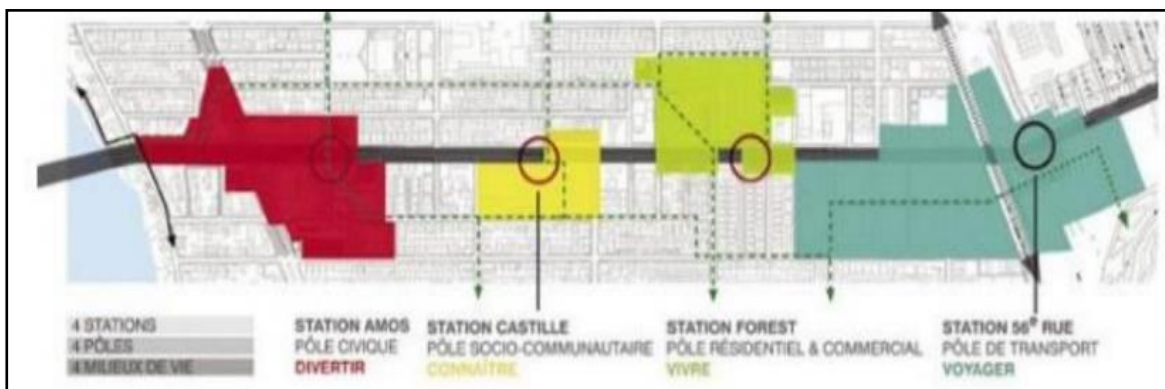 4 STATIONS
4 PÔLES
4 MILIEUX DE VIE
STATION AMOS
PÔLE CIVIQUE
DIVERTIR
STATION CASTILLE
PÔLE SOCIO-COMMUNAUTAIRE
CONNAÎTRE
STATION FOREST
PÔLE RÉSIDENTIEL & COMMERCIAL
VIVRE
STATION 56e RUE
PÔLE DE TRANSPORT
VOYAGER